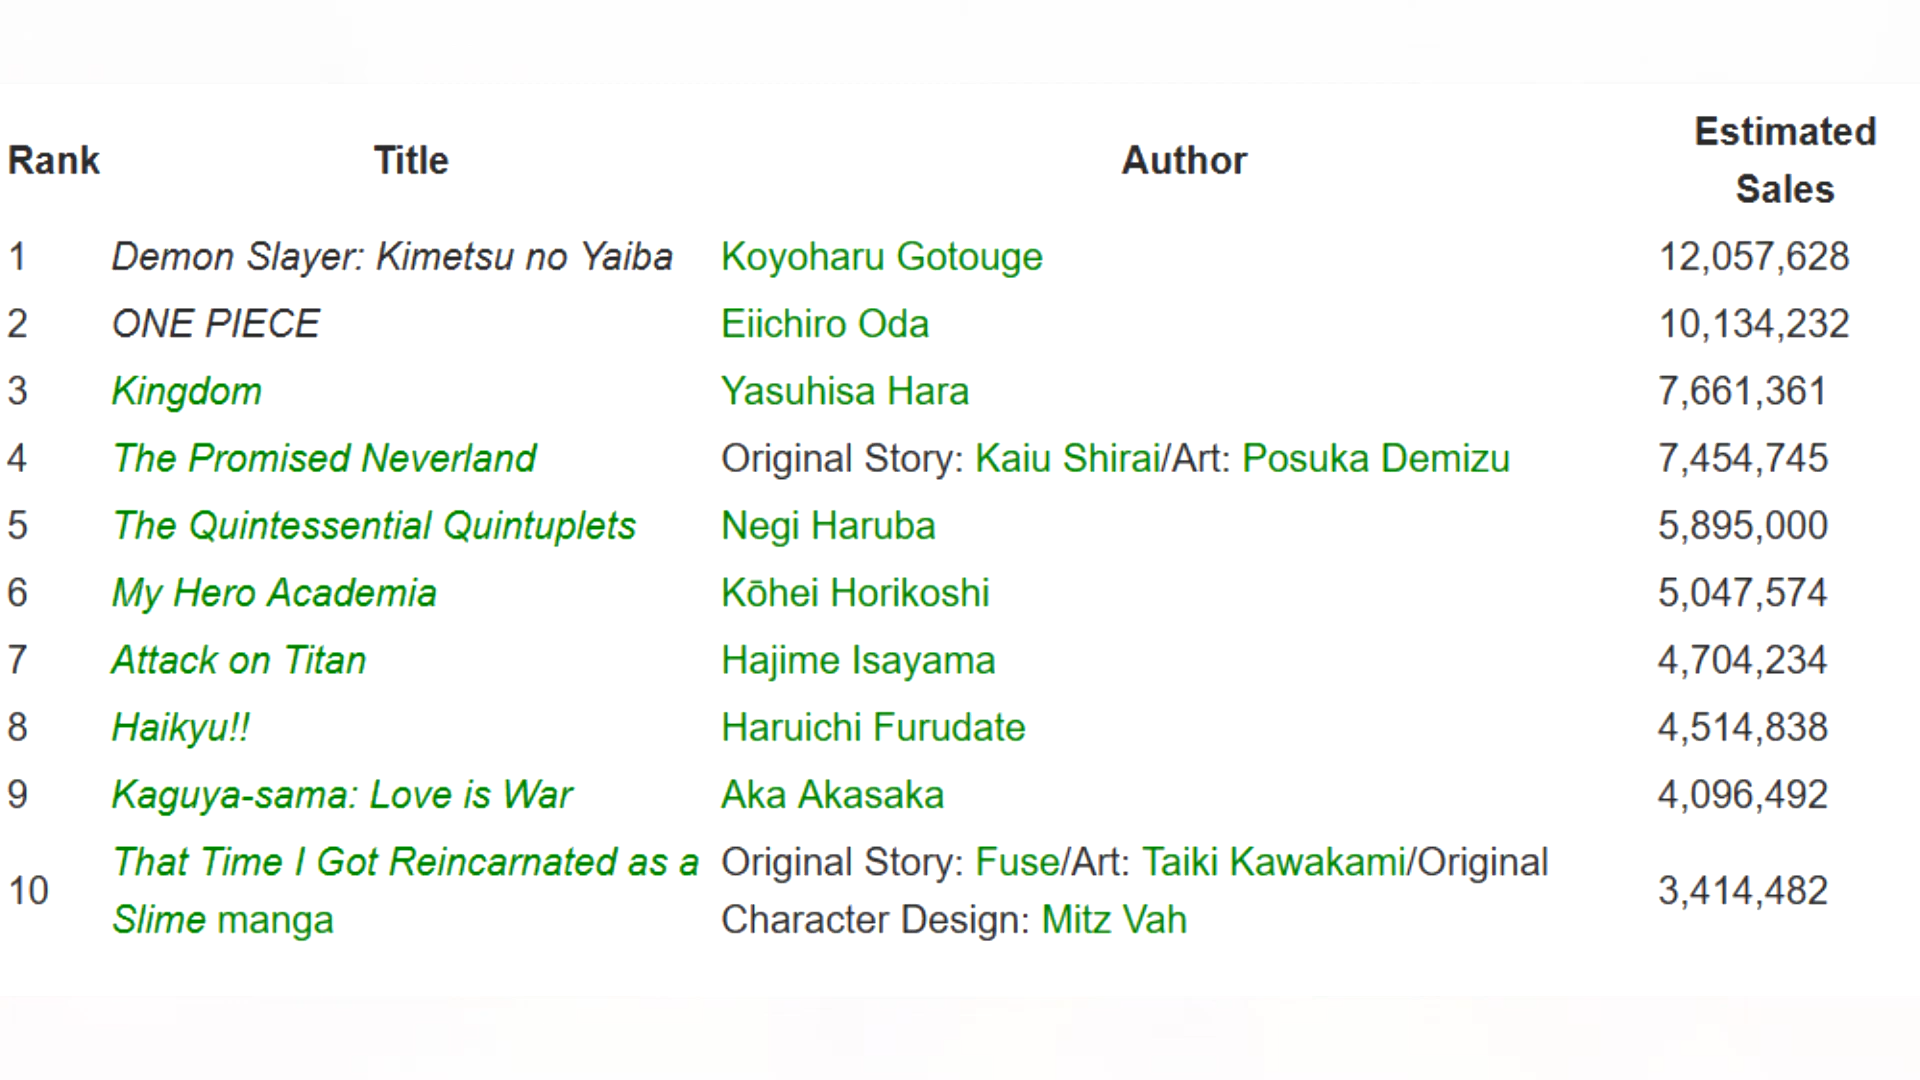 Rank Title Author Estimated
Sales
1 Demon Slayer: Kimetsu no Yaiba Koyoharu Gotouge 12,057,628
2 ONE PIECE Eiichiro Oda 10,134,232
3 Kingdom Yasuhisa Hara 7,661,361
4 The Promised Neverland Original Story: Kaiu Shirai/Art: Posuka Demizu 7,454,745
5 The Quintessential Quintuplets Negi Haruba 5,895,000
6 My Hero Academia Kōhei Horikoshi 5,047,574
7 Attack on Titan Hajime Isayama 4,704,234
8 Haikyu!! Haruichi Furudate 4,514,838
9 Kaguya-sama: Love is War Aka Akasaka 4,096,492
10 That Time I Got Reincarnated as a Original Story: Fuse/Art: Taiki Kawakami/Original 3,414,482
Slime manga Character Design: Mitz Vah